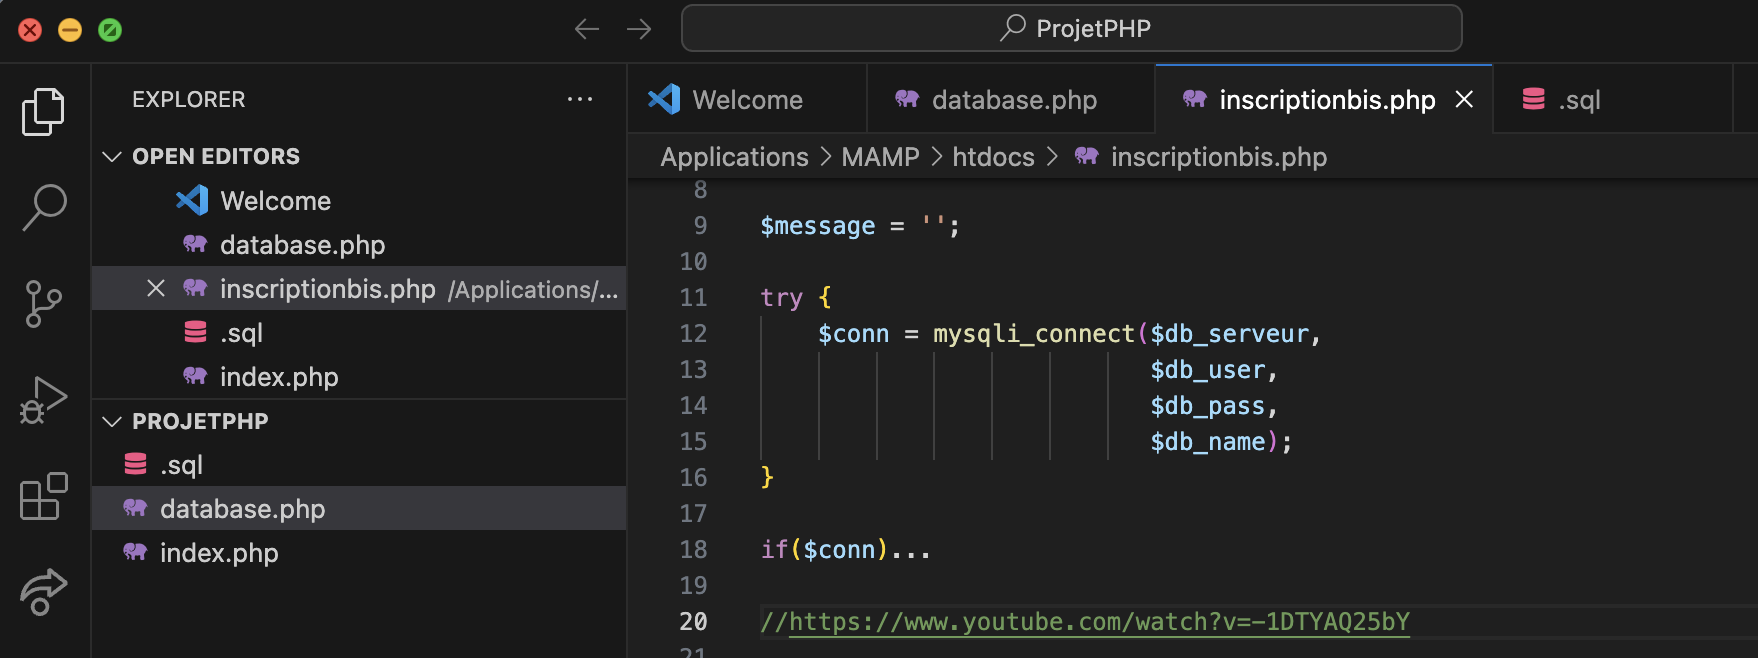 ProjetPHP
EXPLORER
OPEN EDITORS
Welcome
database.php
inscriptionbis.php /Applications/...
.sql
index.php
PROJETPHP
.sql
database.php
index.php
Welcome
database.php
inscriptionbis.php
.sql
Applications > MAMP > htdocs > inscriptionbis.php
8
9 $message = '';
10
11 try {
12 $conn = mysqli_connect($db_serveur,
13 $db_user,
14 $db_pass,
15 $db_name);
16 }
17
18 if($conn)...
19
20 //https://www.youtube.com/watch?v=-1DTYAQ25bY
21